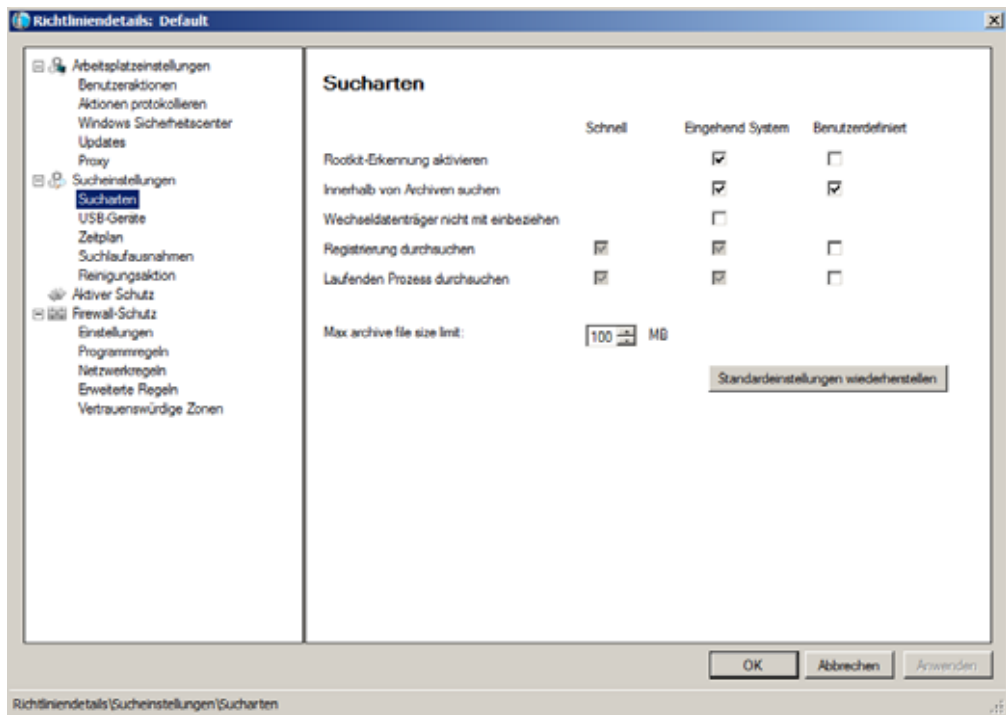 Richtliniendetails: Default
Arbeitsplatzeinstellungen
Benutzeraktionen
Aktionen protokollieren
Windows Sicherheitscenter
Updates
Proxy
Sucheinstellungen
Sucharten
USB-Geräte
Zeitplan
Suchlaufausnahmen
Reinigungsaktion
Aktiver Schutz
Firewall-Schutz
Einstellungen
Programmregeln
Netzwerkregeln
Erweiterte Regeln
Vertrauenswürdige Zonen
Sucharten
Schnell Eingehend System Benutzerdefiniert
Rootkit-Erkennung aktivieren
Innerhalb von Archiven suchen
Wechseldatenträger nicht mit einbeziehen
Registrierung durchsuchen
Laufenden Prozess durchsuchen
Max archive file size limit: 100 MB
Standardeinstellungen wiederherstellen
OK Abbrechen Anwenden
Richtliniendetails\Sucheinstellungen\Sucharten